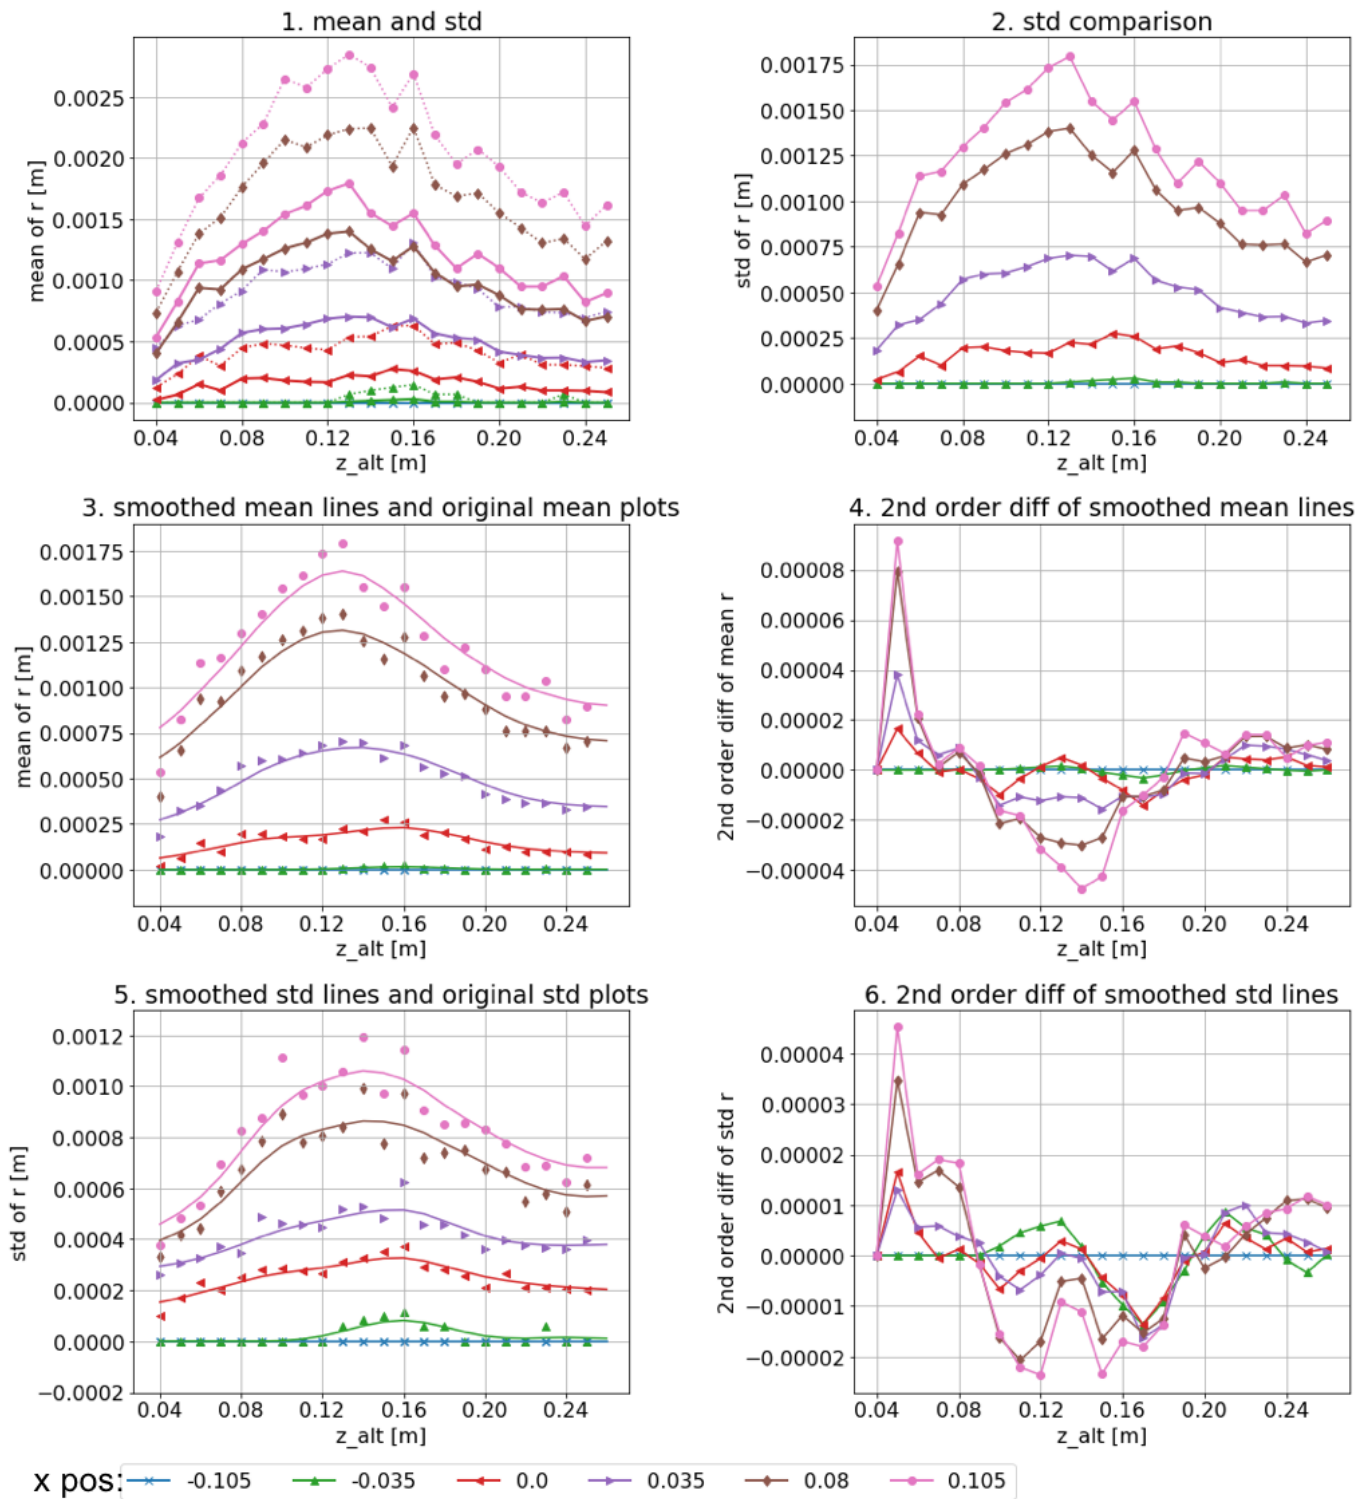 1. mean and std
2. std comparison
mean of r [m]
0.0025
0.0020
0.0015
0.0010
0.0005
0.0000
0.04 0.08 0.12 0.16 0.20 0.24
z_alt [m]
std of r [m]
0.00175
0.00150
0.00125
0.00100
0.00075
0.00050
0.00025
0.00000
0.04 0.08 0.12 0.16 0.20 0.24
z_alt [m]
3. smoothed mean lines and original mean plots
4. 2nd order diff of smoothed mean lines
mean of r [m]
0.00175
0.00150
0.00125
0.00100
0.00075
0.00050
0.00025
0.00000
0.04 0.08 0.12 0.16 0.20 0.24
z_alt [m]
2nd order diff of mean r
0.00008
0.00006
0.00004
0.00002
0.00000
−0.00002
−0.00004
0.04 0.08 0.12 0.16 0.20 0.24
z_alt [m]
5. smoothed std lines and original std plots
6. 2nd order diff of smoothed std lines
std of r [m]
0.0012
0.0010
0.0008
0.0006
0.0004
0.0002
0.0000
−0.0002
0.04 0.08 0.12 0.16 0.20 0.24
z_alt [m]
2nd order diff of std r
0.00004
0.00003
0.00002
0.00001
0.00000
−0.00001
−0.00002
0.04 0.08 0.12 0.16 0.20 0.24
z_alt [m]
x pos: -0.105 -0.035 0.0 0.035 0.08 0.105